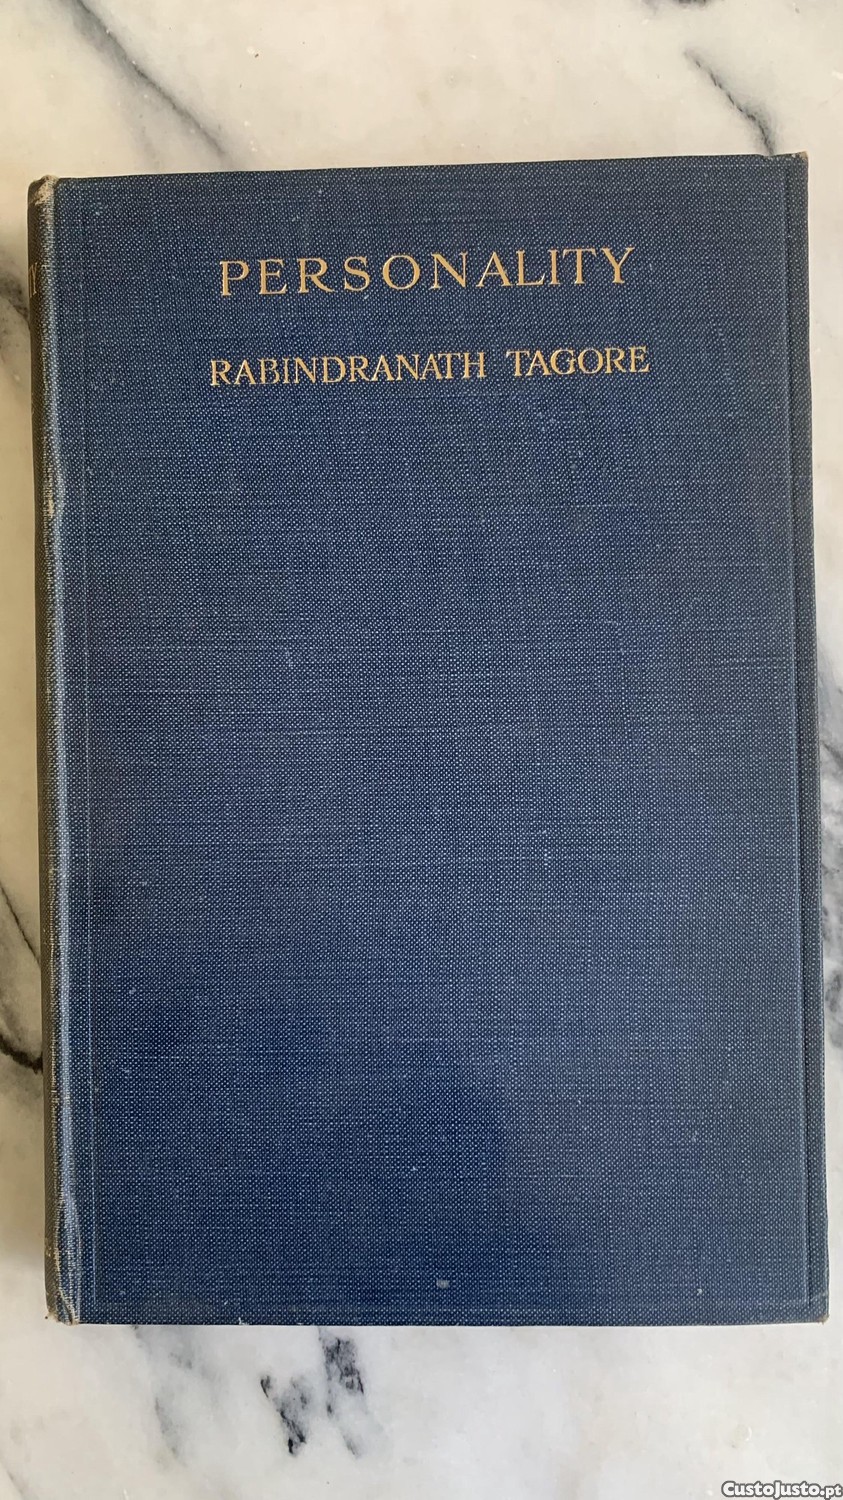 PERSONALITY
RABINDRANATH TAGORE
CustoJusto.pt